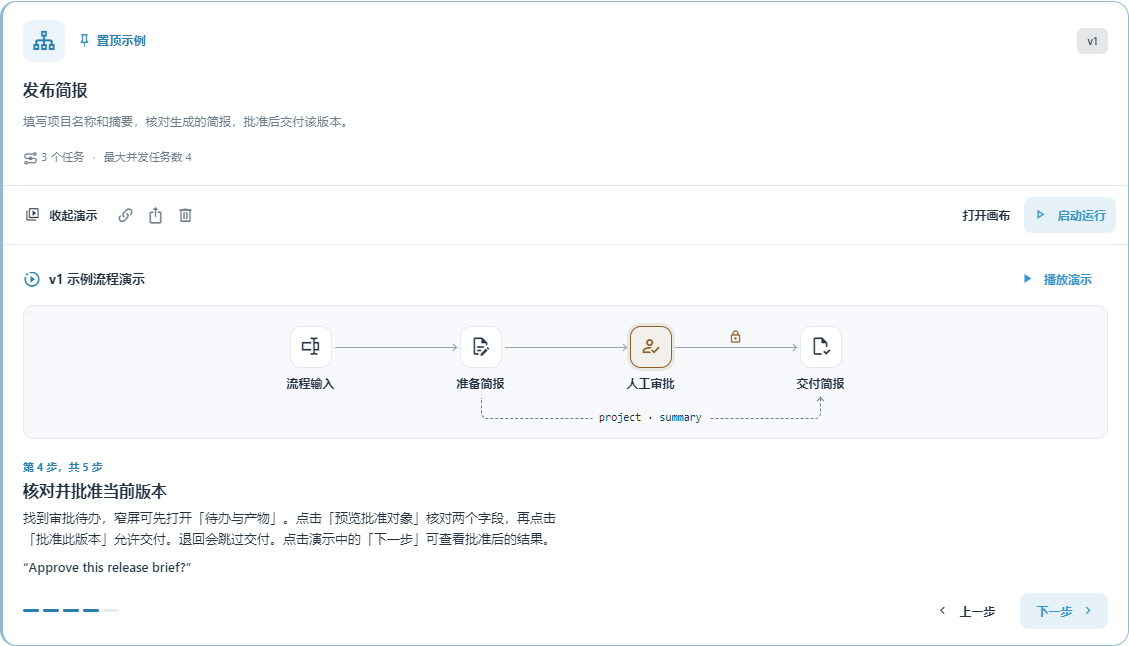 置顶示例
v1
发布简报
填写项目名称和摘要，核对生成的简报，批准后交付该版本。
3 个任务 · 最大并发任务数 4
收起演示
打开画布
启动运行
v1 示例流程演示
播放演示
流程输入
准备简报
人工审批
交付简报
project · summary
第 4 步，共 5 步
核对并批准当前版本
找到审批待办，窄屏可先打开「待办与产物」。点击「预览批准对象」核对两个字段，再点击
「批准此版本」允许交付。退回会跳过交付。点击演示中的「下一步」可查看批准后的结果。
“Approve this release brief?”
上一步
下一步